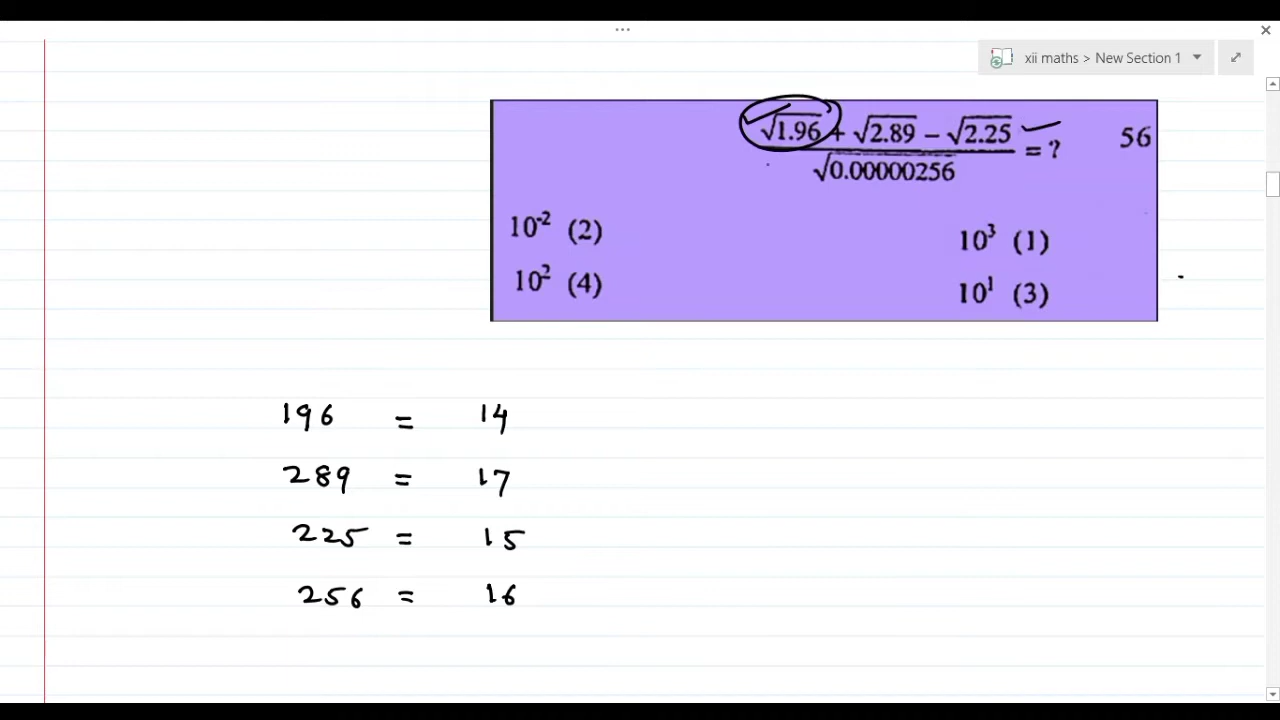 xii maths > New Section 1
56
√1.96 + √2.89 − √2.25
= ?
√0.00000256
10⁻² (2) 10³ (1)
10² (4) 10¹ (3)
196 = 14
289 = 17
225 = 15
256 = 16